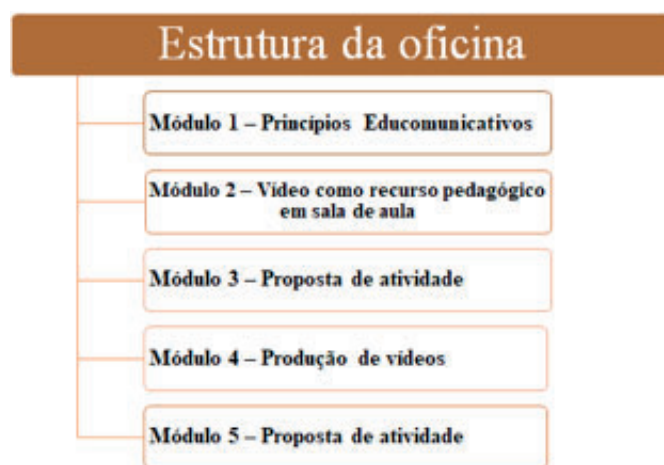 Estrutura da oficina
Módulo 1 – Princípios Educomunicativos
Módulo 2 – Vídeo como recurso pedagógico
em sala de aula
Módulo 3 – Proposta de atividade
Módulo 4 – Produção de vídeos
Módulo 5 – Proposta de atividade